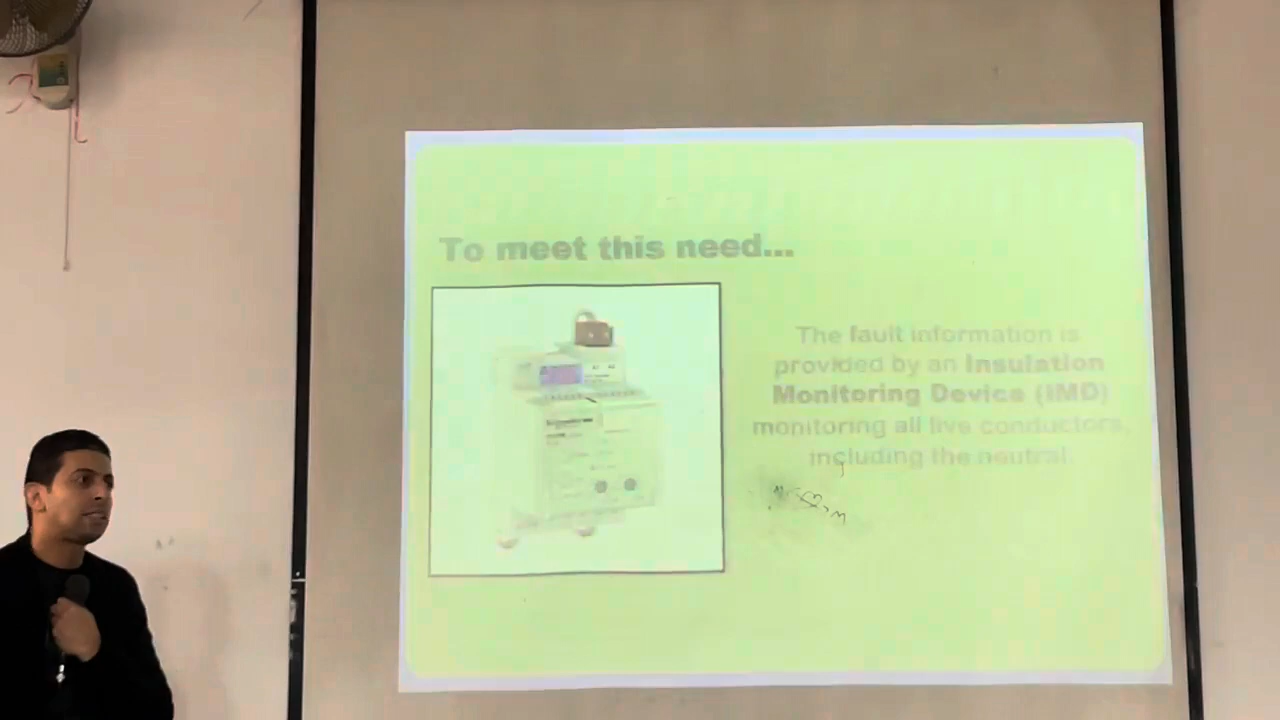 To meet this need...
The fault information is
provided by an Insulation
Monitoring Device (IMD)
monitoring all live conductors,
including the neutral.